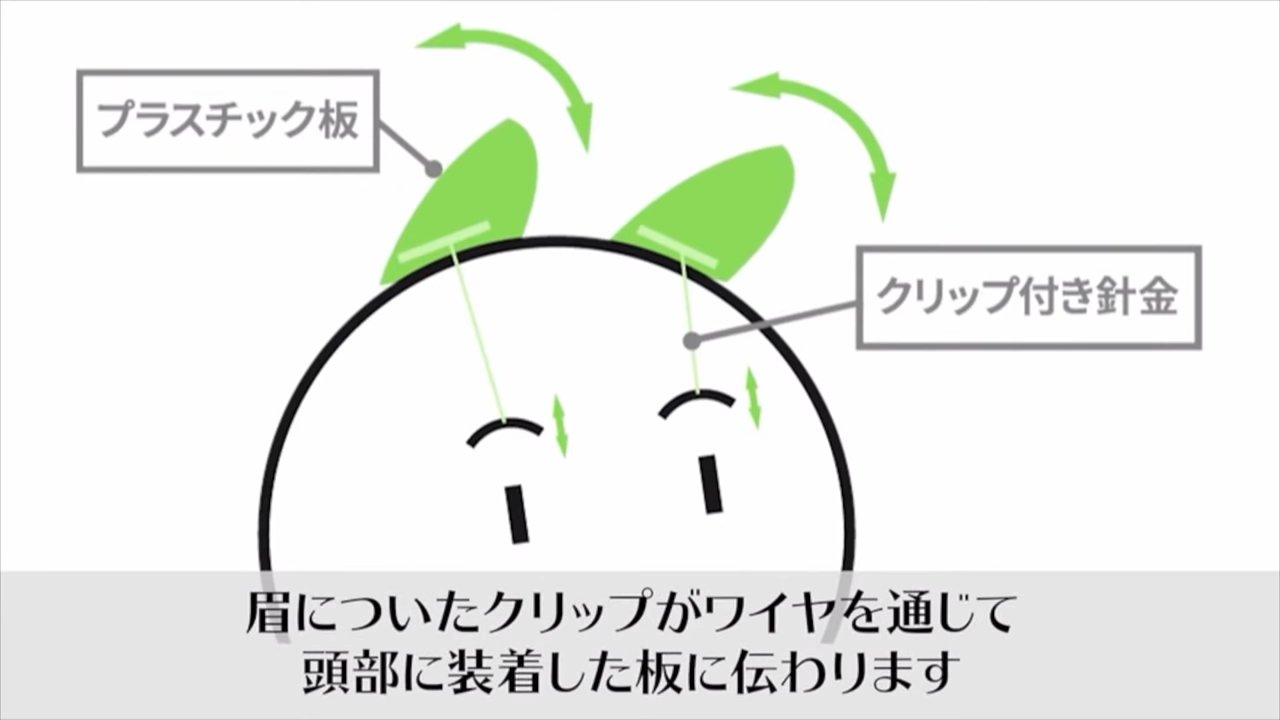 プラスチック板
クリップ付き針金
眉についたクリップがワイヤを通じて
頭部に装着した板に伝わります